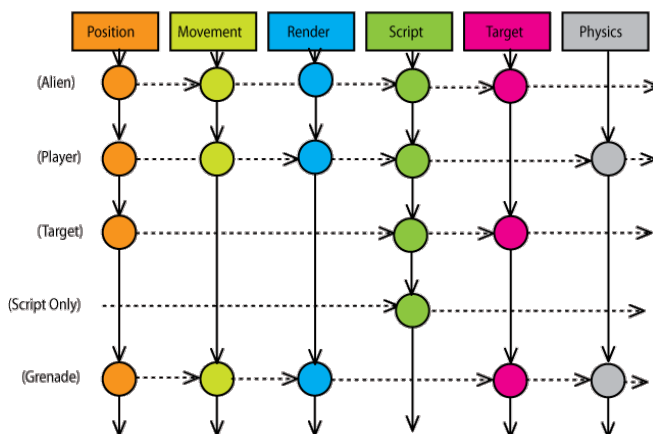 Position Movement Render Script Target Physics
(Alien)
(Player)
(Target)
(Script Only)
(Grenade)